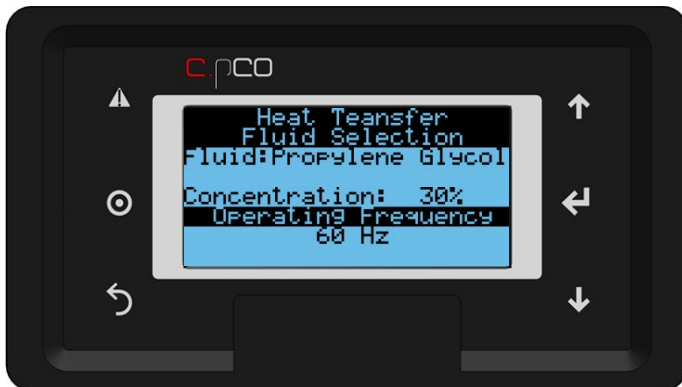 c.pCO
Heat Teansfer
Fluid Selection
Fluid:Propylene Glycol
Concentration: 30%
Operating Frequency
60 Hz